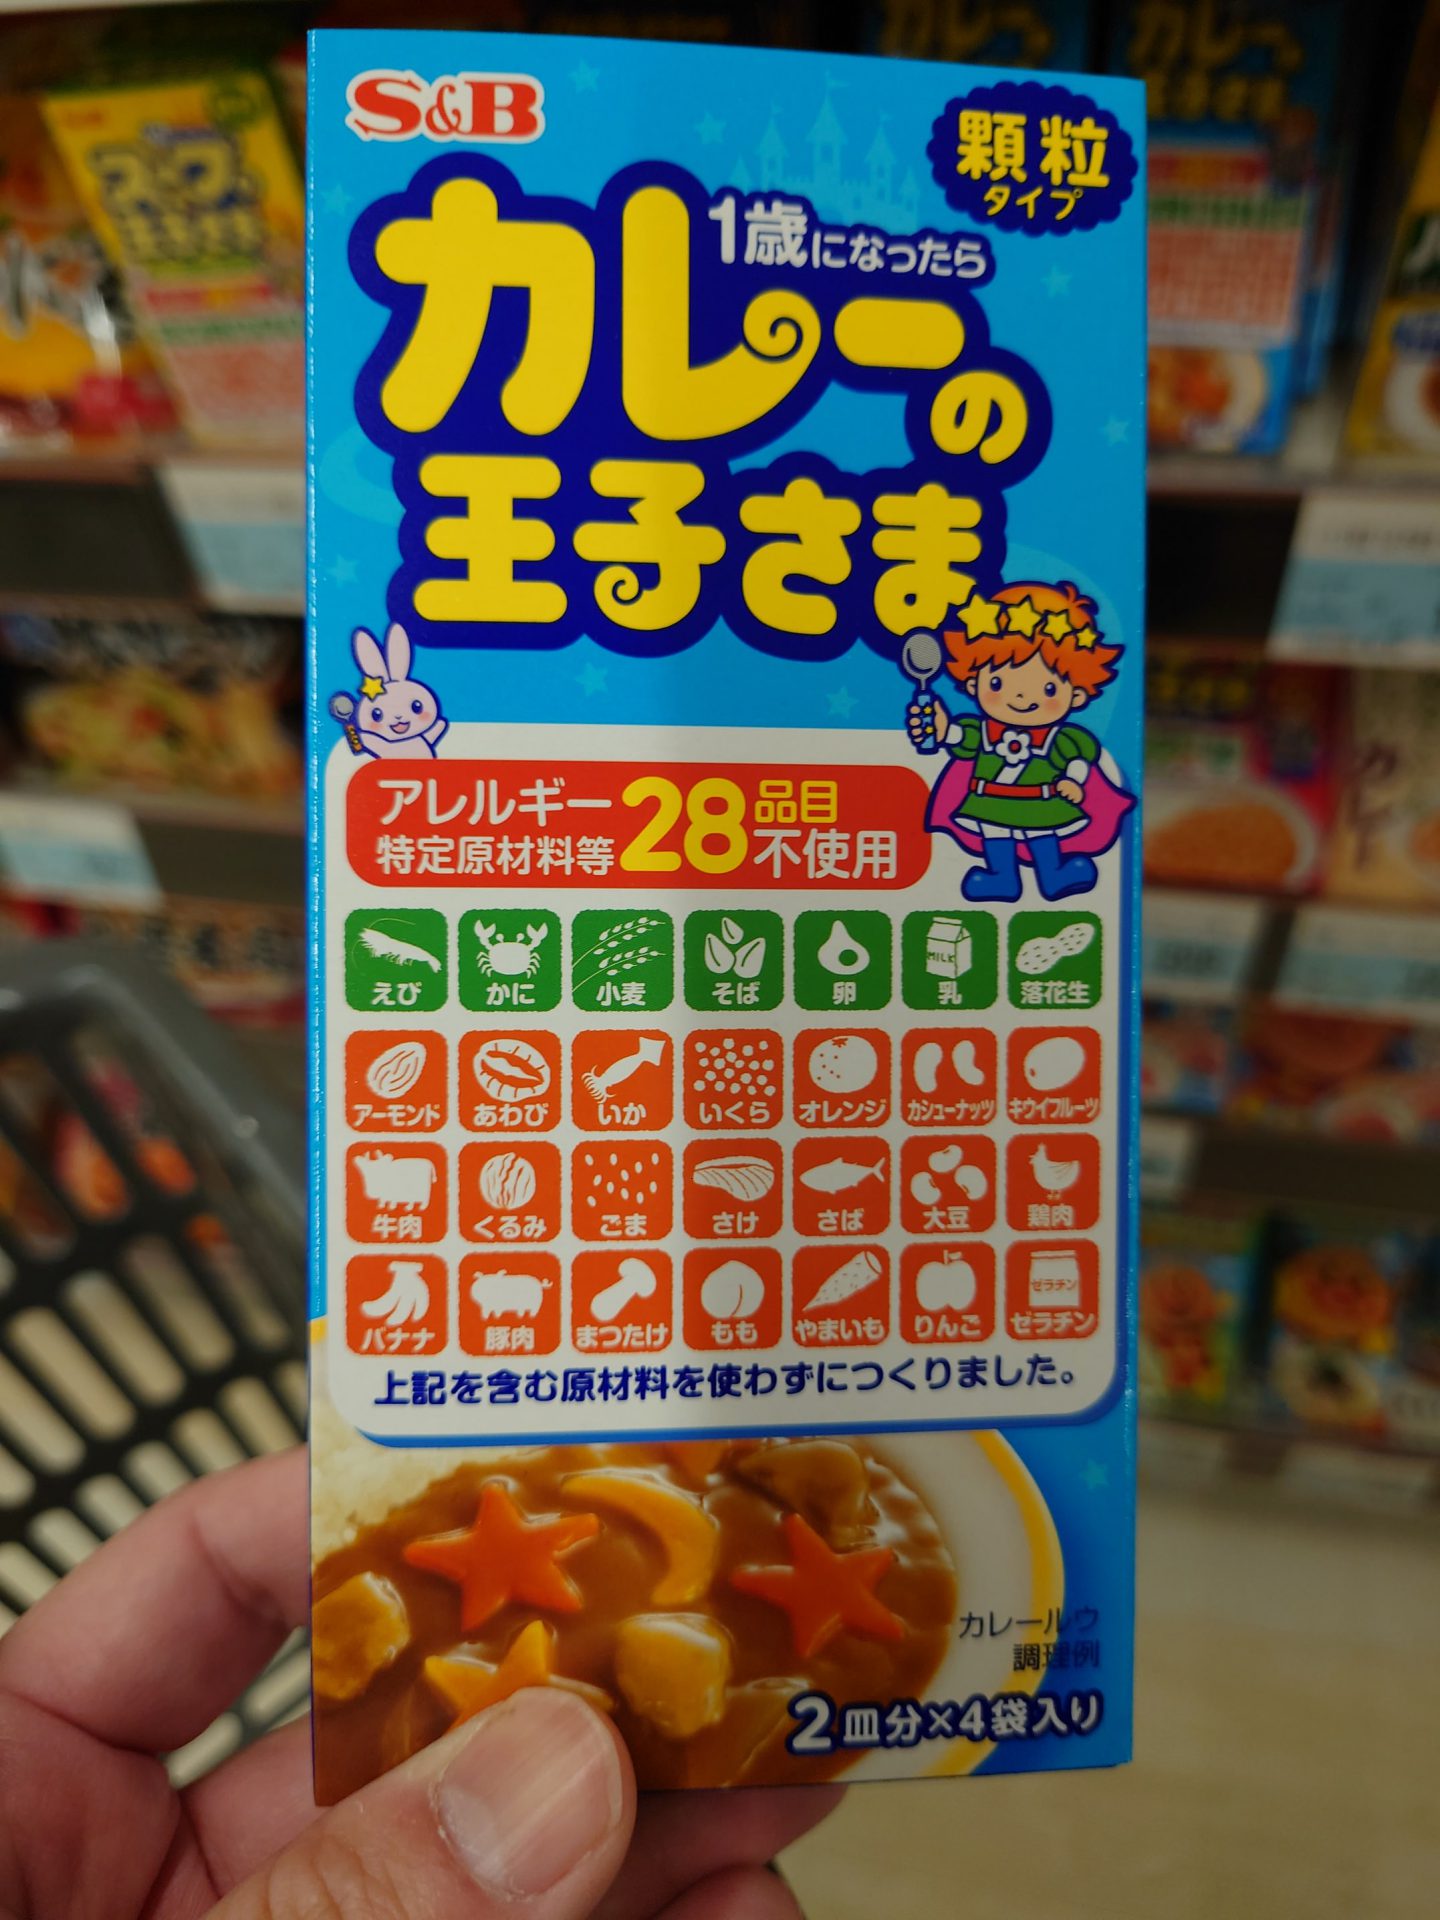 S&B
顆粒
タイプ
1歳になったら
カレーの
王子さま
アレルギー
特定原材料等28品目不使用
えび かに 小麦 そば 卵 MILK 乳 落花生
アーモンド あわび いか いくら オレンジ カシューナッツ キウイフルーツ
牛肉 くるみ ごま さけ さば 大豆 鶏肉
バナナ 豚肉 まつたけ もも やまいも りんご ゼラチン ゼラチン
上記を含む原材料を使わずにつくりました。
カレールウ
調理例
2皿分×4袋入り